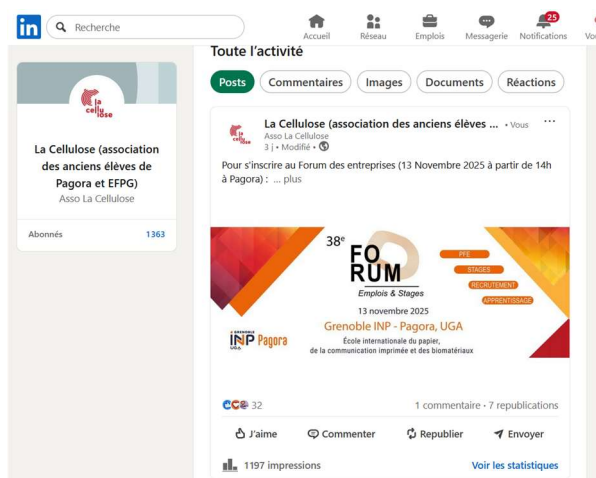 in
Recherche
Accueil
Réseau
Emplois
Messagerie
25
Notifications
Toute l'activité
Posts
Commentaires
Images
Documents
Réactions
la
cellulose
La Cellulose (association
des anciens élèves de
Pagora et EFPG)
Asso La Cellulose
Abonnés
1363
La Cellulose (association des anciens élèves ... • Vous
Asso La Cellulose
3 j • Modifié •
Pour s'inscrire au Forum des entreprises (13 Novembre 2025 à partir de 14h
à Pagora) : ... plus
38e
FO
RUM
Emplois & Stages
13 novembre 2025
Grenoble INP - Pagora, UGA
École internationale du papier,
de la communication imprimée et des biomatériaux
PFE
STAGES
RECRUTEMENT
APPRENTISSAGE
GRENOBLE
INP Pagora
UGA
32
1 commentaire • 7 republications
J'aime
Commenter
Republier
Envoyer
1197 impressions
Voir les statistiques